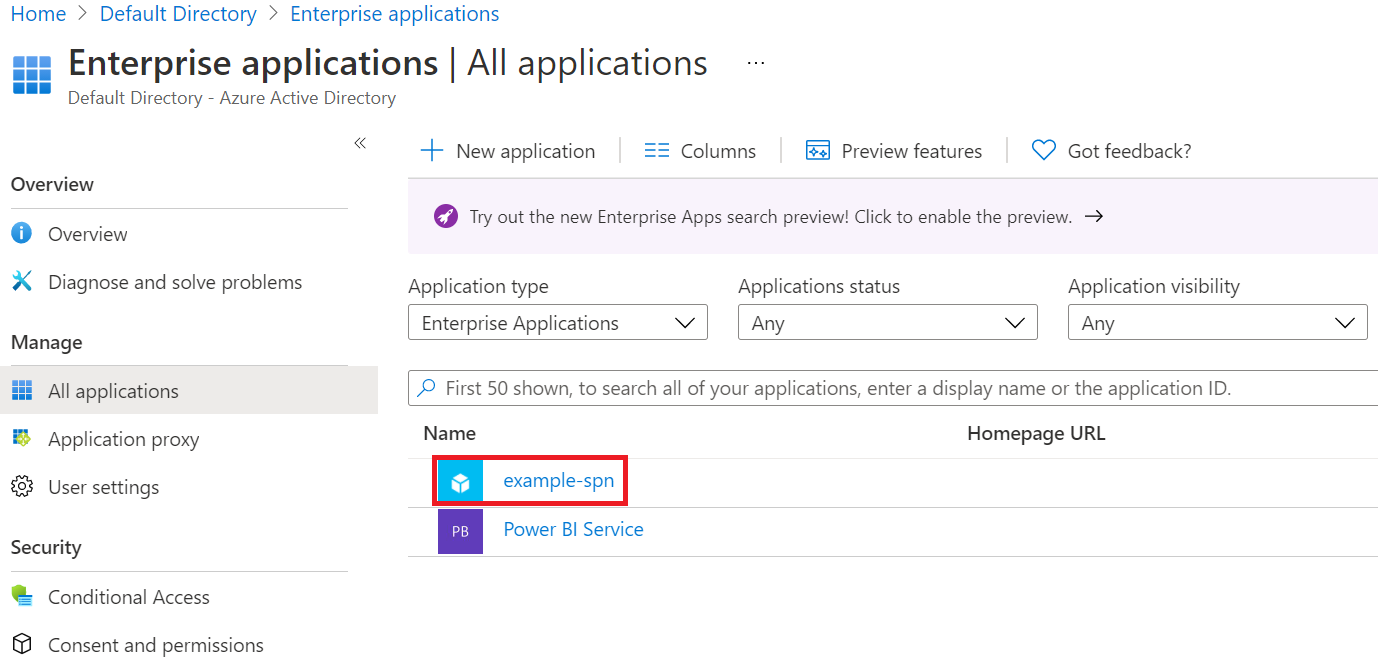 Home > Default Directory > Enterprise applications
Enterprise applications | All applications ...
Default Directory - Azure Active Directory
«
Overview
Overview
Diagnose and solve problems
Manage
All applications
Application proxy
User settings
Security
Conditional Access
Consent and permissions
New application
Columns
Preview features
Got feedback?
Try out the new Enterprise Apps search preview! Click to enable the preview. →
Application type
Applications status
Application visibility
Enterprise Applications
Any
Any
First 50 shown, to search all of your applications, enter a display name or the application ID.
Name
Homepage URL
example-spn
PB
Power BI Service